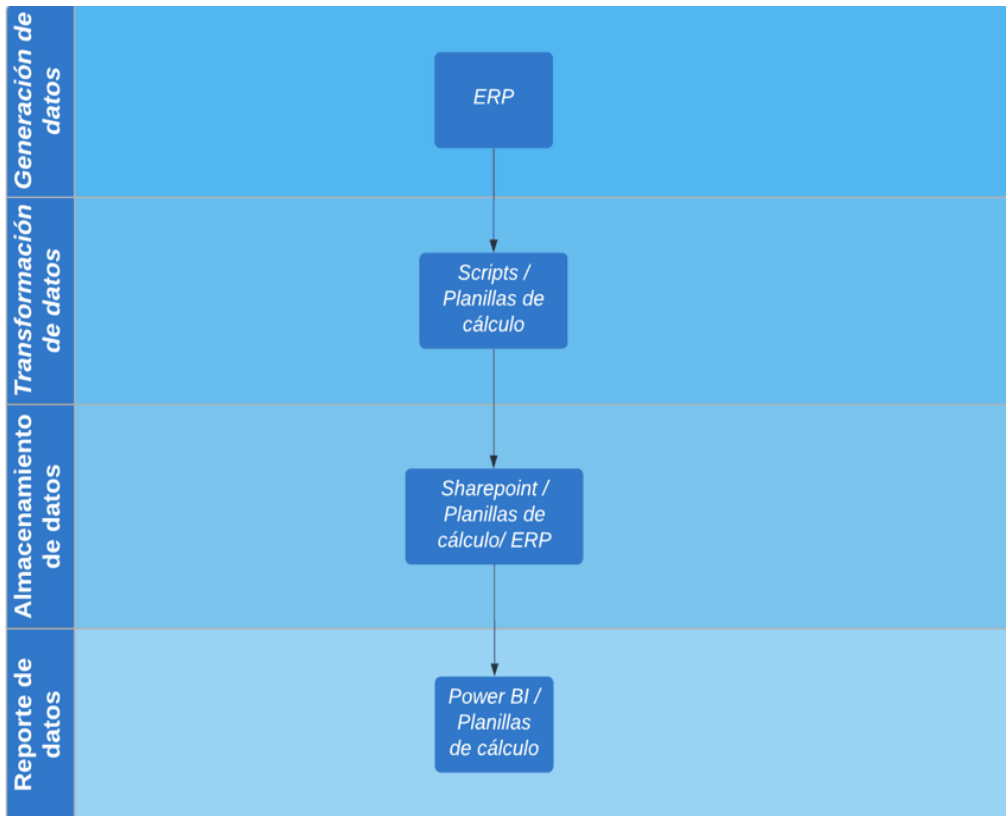 Generación de
datos
ERP
Transformación
de datos
Scripts /
Planillas de
cálculo
Almacenamiento
de datos
Sharepoint /
Planillas de
cálculo/ ERP
Reporte de
datos
Power BI /
Planillas
de cálculo